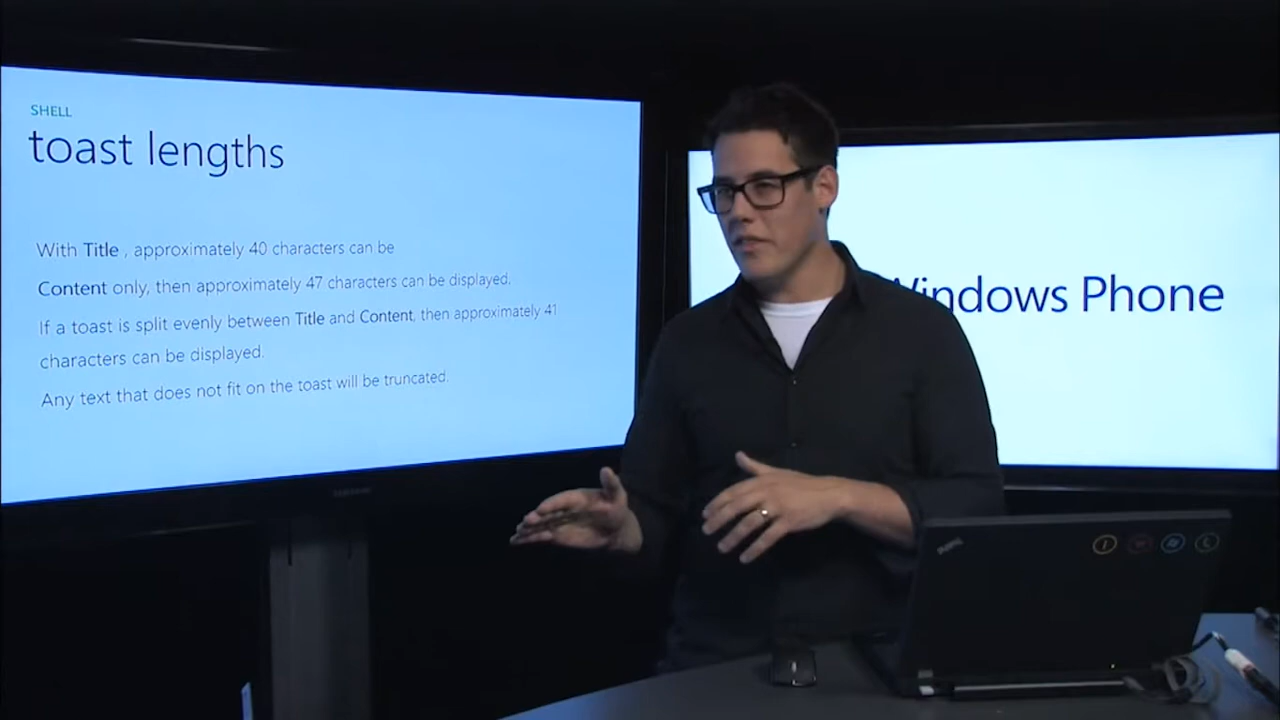 SHELL
toast lengths
With Title , approximately 40 characters can be
Content only, then approximately 47 characters can be displayed.
If a toast is split evenly between Title and Content, then approximately 41
characters can be displayed.
Any text that does not fit on the toast will be truncated.
Windows Phone